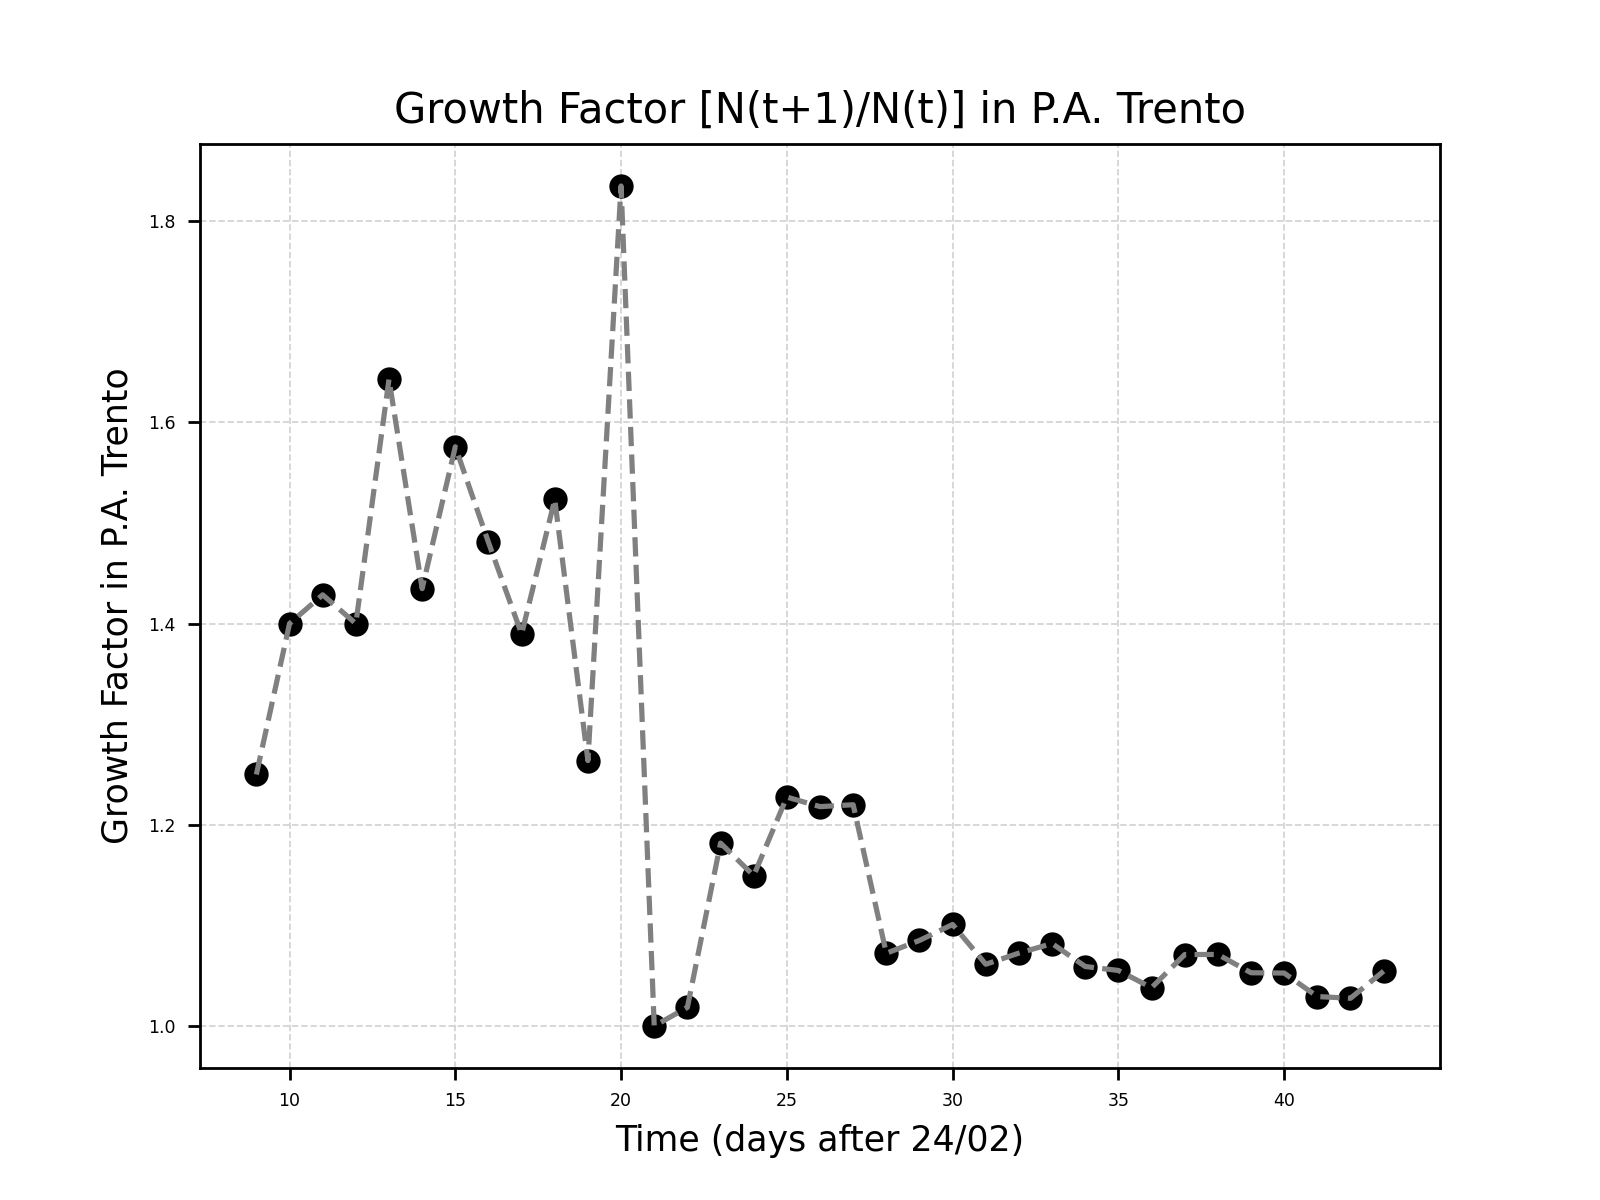 Growth Factor [N(t+1)/N(t)] in P.A. Trento
Growth Factor in P.A. Trento
1.8
1.6
1.4
1.2
1.0
10 15 20 25 30 35 40
Time (days after 24/02)